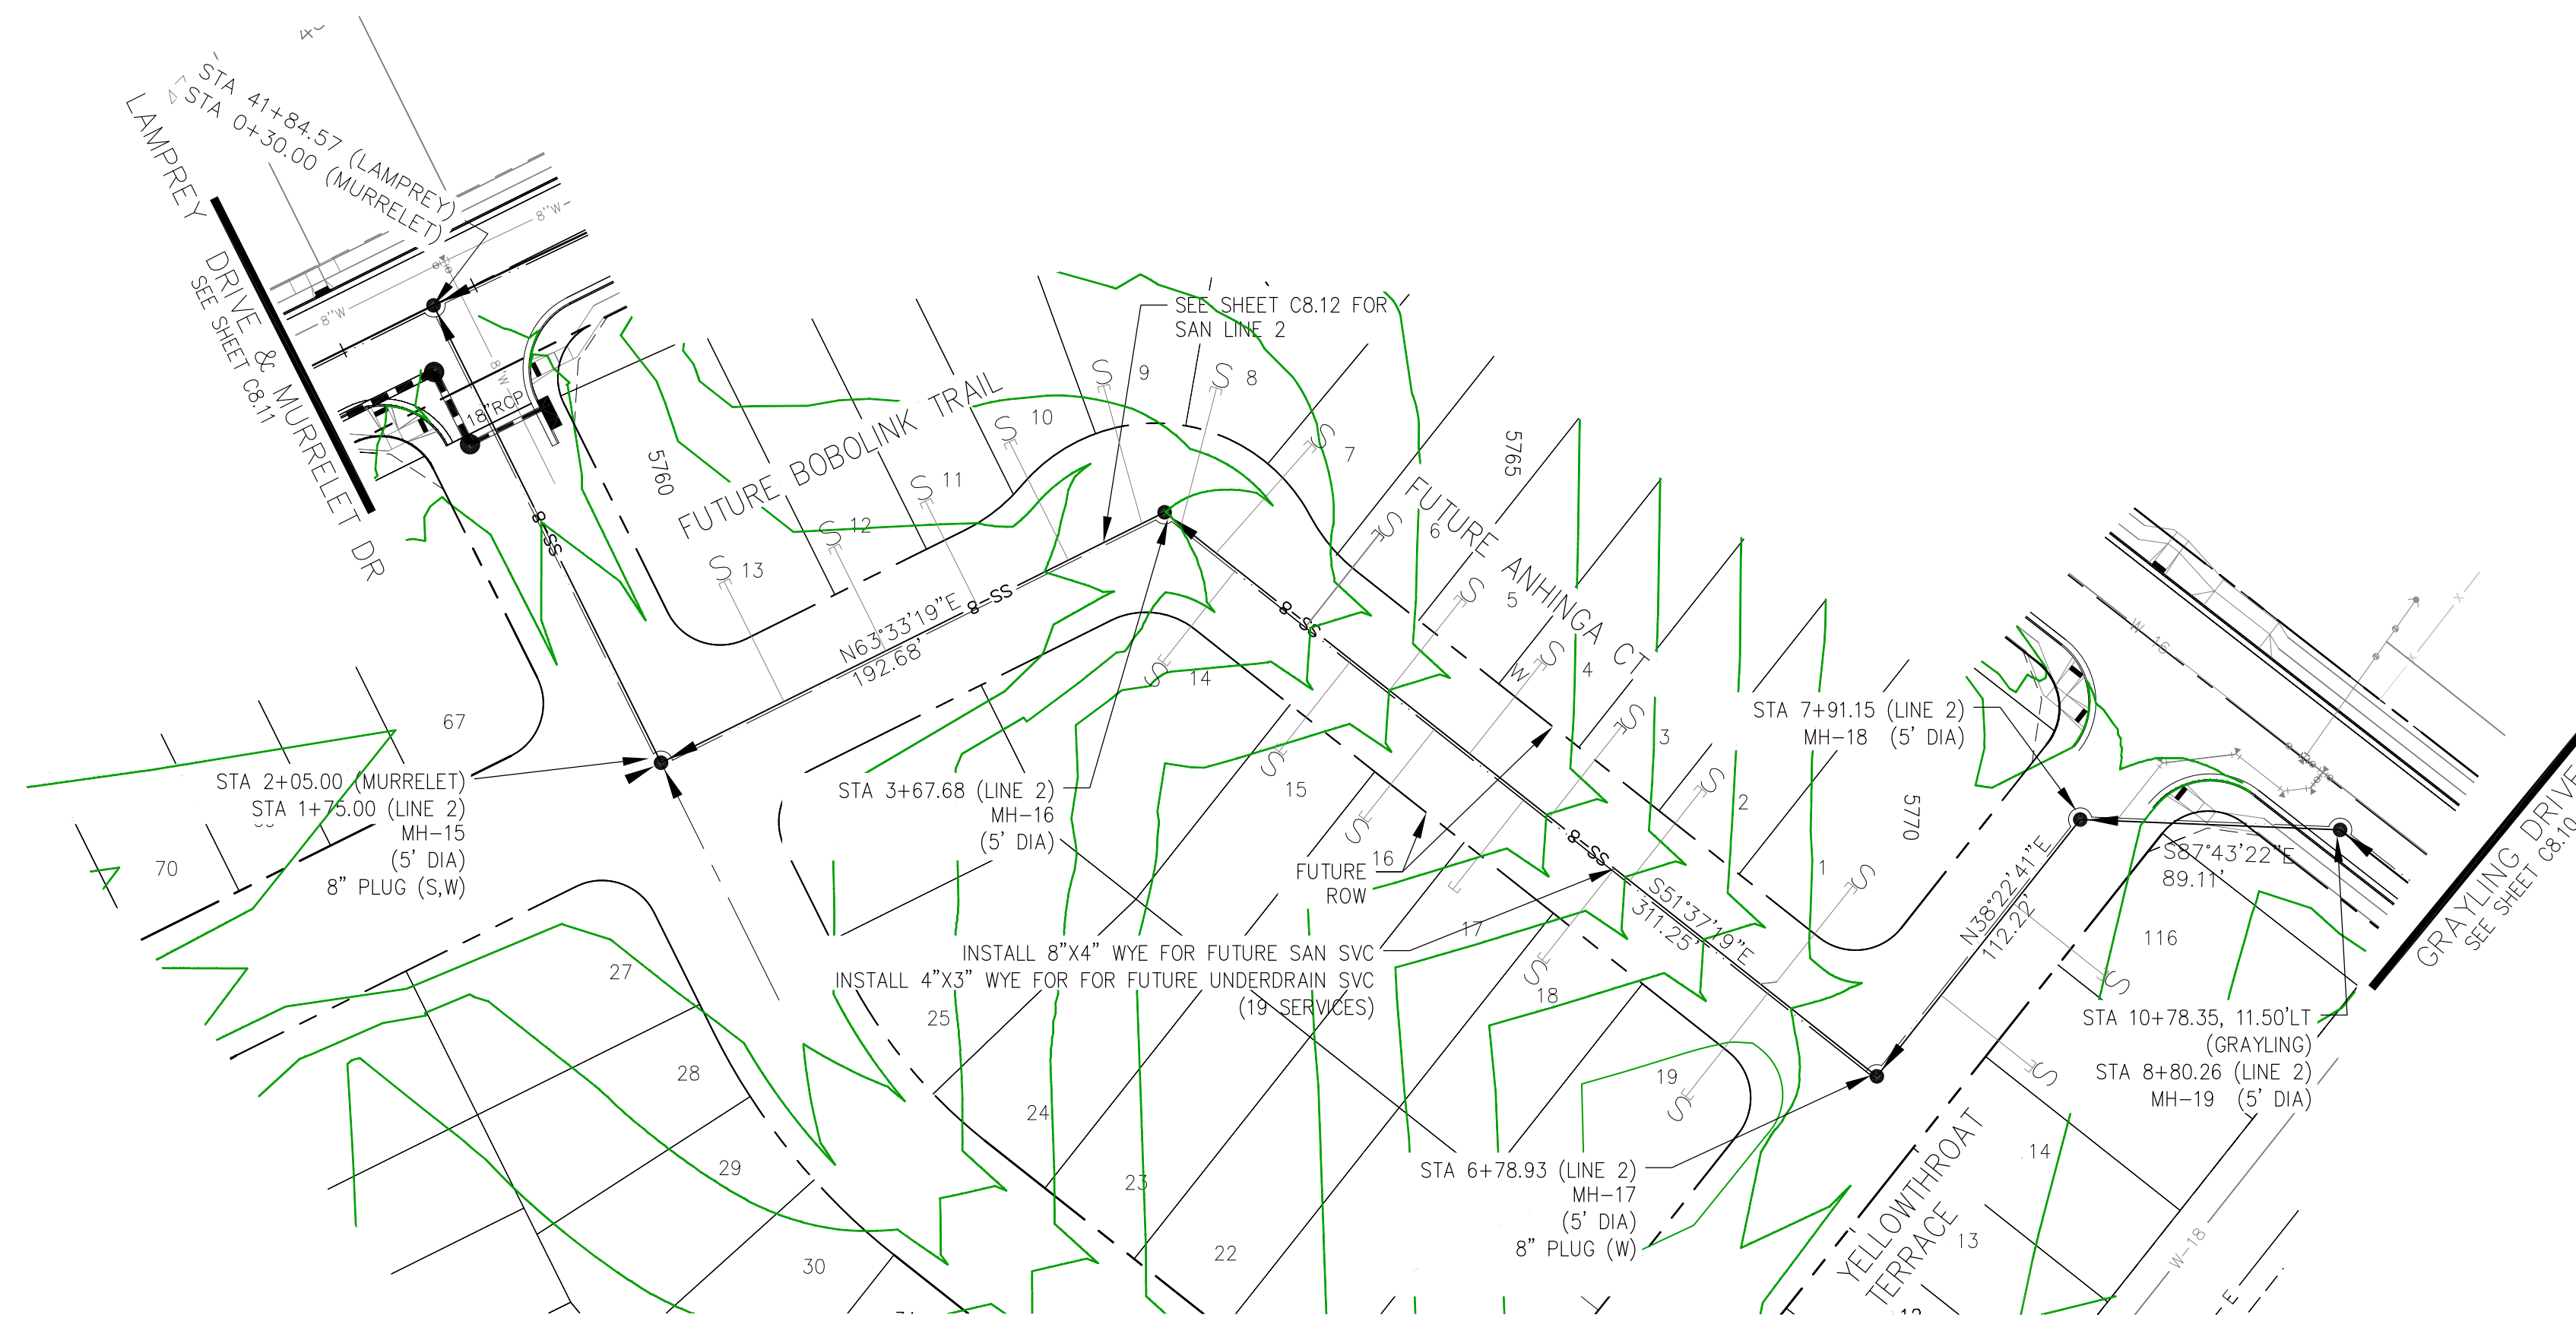 STA 41+84.57 (LAMPREY)
STA 0+30.00 (MURRELET)
LAMPREY DRIVE & MURRELET DR
SEE SHEET C8.11
8"W
8"W
8"W
18"RCP
8-SS
5760
FUTURE BOBOLINK TRAIL
SEE SHEET C8.12 FOR
SAN LINE 2
9
8
10
7
11
12
13
6
5
4
3
2
1
5765
FUTURE ANHINGA CT
W
N63°33'19"E
192.68'
8-SS
8-SS
8-SS
S51°37'19"E
311.25'
67
70
STA 2+05.00 (MURRELET)
STA 1+75.00 (LINE 2)
MH-15
(5' DIA)
8" PLUG (S,W)
STA 3+67.68 (LINE 2)
MH-16
(5' DIA)
14
15
16
17
18
19
FUTURE
ROW
INSTALL 8"X4" WYE FOR FUTURE SAN SVC
INSTALL 4"X3" WYE FOR FOR FUTURE UNDERDRAIN SVC
(19 SERVICES)
STA 7+91.15 (LINE 2)
MH-18 (5' DIA)
5770
N38°22'41"E
112.22'
S87°43'22"E
89.11'
W-16
X
X
GRAYLING DRIVE
SEE SHEET C8.10
116
STA 10+78.35, 11.50'LT
(GRAYLING)
STA 8+80.26 (LINE 2)
MH-19 (5' DIA)
STA 6+78.93 (LINE 2)
MH-17
(5' DIA)
8" PLUG (W)
YELLOWTHROAT
TERRACE
14
13
W-18
E
27
28
29
30
25
24
23
22